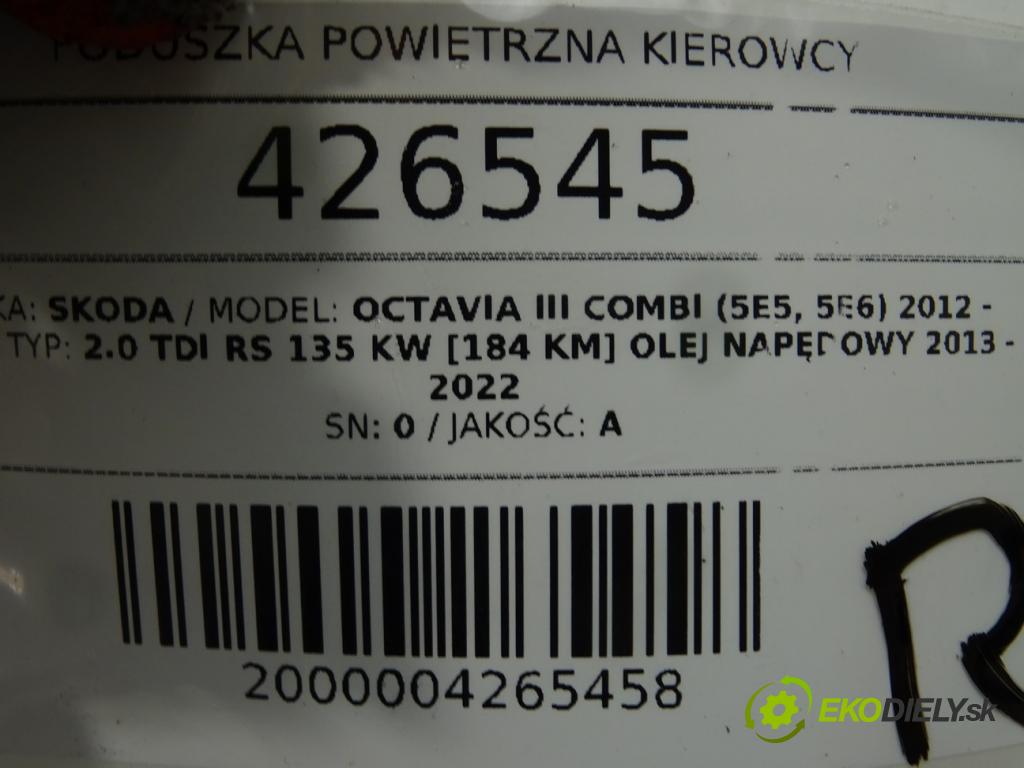 PODUSZKA POWIETRZNA KIEROWCY
426545
KA: SKODA / MODEL: OCTAVIA III COMBI (5E5, 5E6) 2012 -
TYP: 2.0 TDI RS 135 KW [184 KM] OLEJ NAPĘDOWY 2013 -
2022
SN: 0 / JAKOŚĆ: A
2000004265458
R
EKODIELY.sk